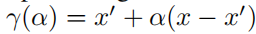 γ(α) = x′ + α(x − x′)